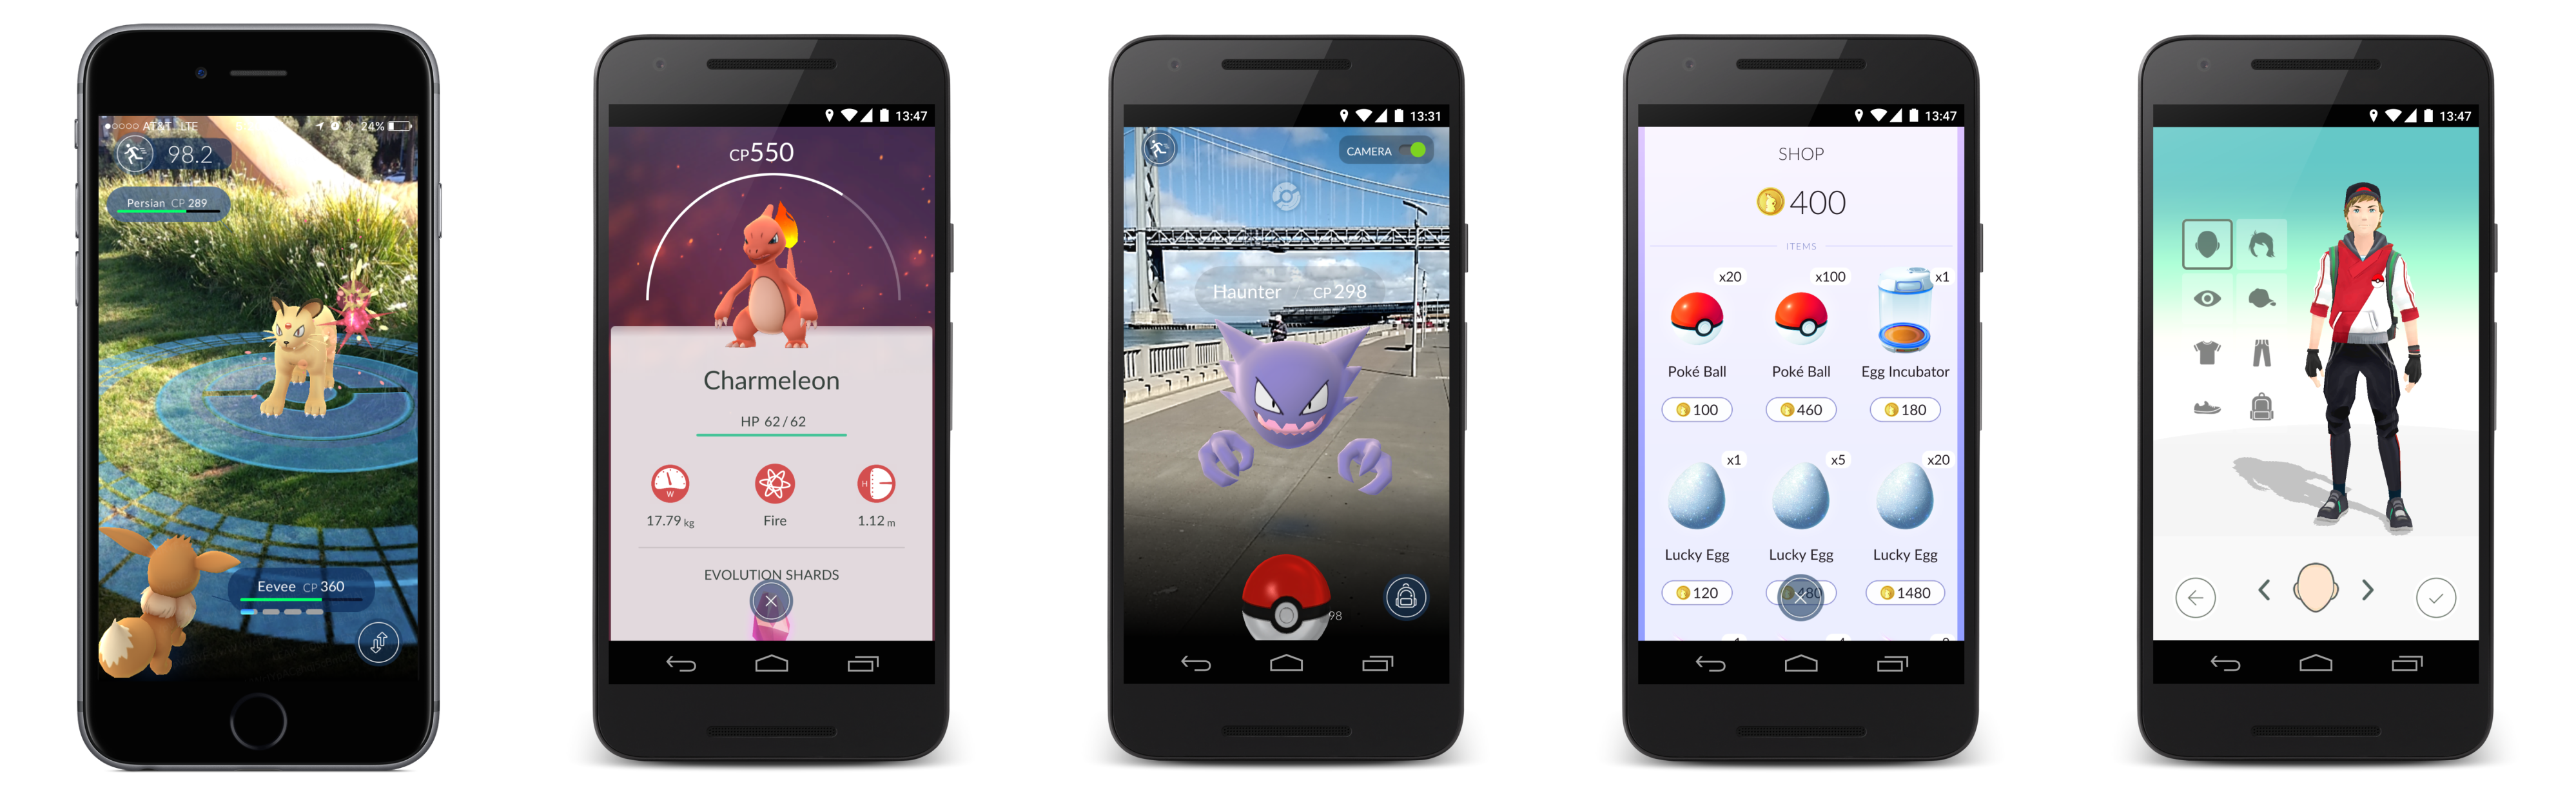 AT&T LTE 24%
98.2
Persian CP 289
Eevee CP 360
13:47
CP550
Charmeleon
HP 62/62
W
H
17.79 kg
Fire
1.12 m
EVOLUTION SHARDS
13:31
CAMERA
Haunter / CP 298
98
13:47
SHOP
400
ITEMS
x20
x100
x1
Poké Ball
Poké Ball
Egg Incubator
100
460
180
x1
x5
x20
Lucky Egg
Lucky Egg
Lucky Egg
120
480
1480
13:47